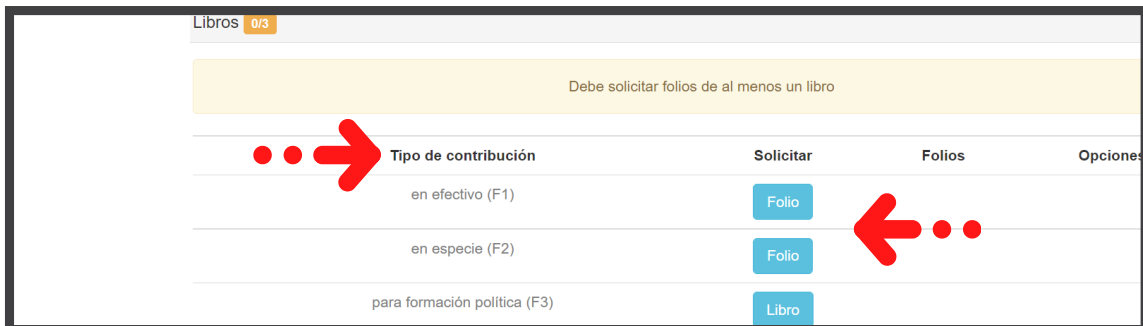 Libros 0/3
Debe solicitar folios de al menos un libro
Tipo de contribución Solicitar Folios Opciones
en efectivo (F1) Folio
en especie (F2) Folio
para formación política (F3) Libro